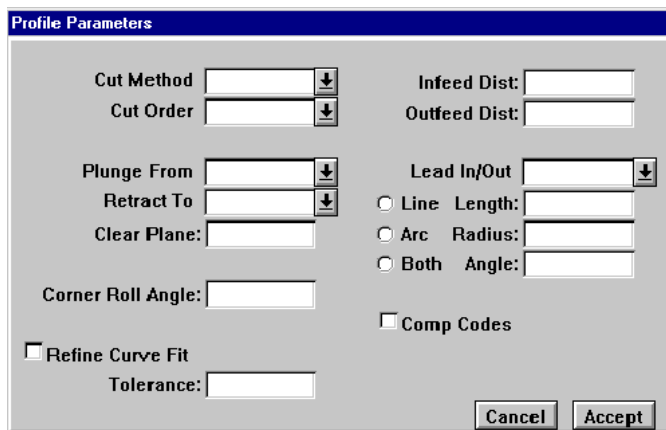 Profile Parameters
Cut Method
Cut Order
Plunge From
Retract To
Clear Plane:
Corner Roll Angle:
Refine Curve Fit
Tolerance:
Infeed Dist:
Outfeed Dist:
Lead In/Out
Line Length:
Arc Radius:
Both Angle:
Comp Codes
Cancel Accept